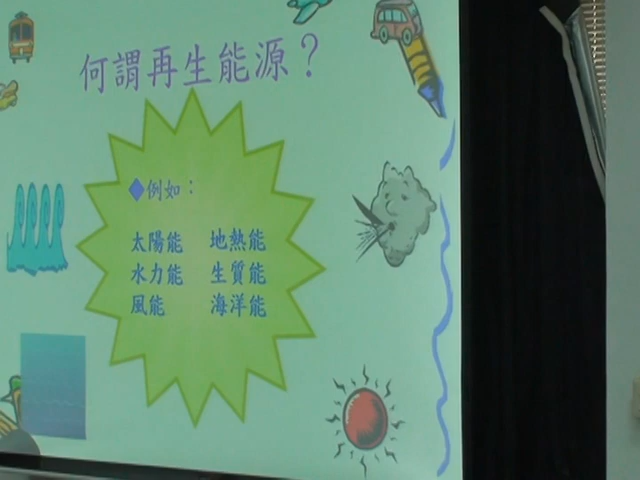 何謂再生能源？
◆例如：
太陽能 地熱能
水力能 生質能
風能 海洋能